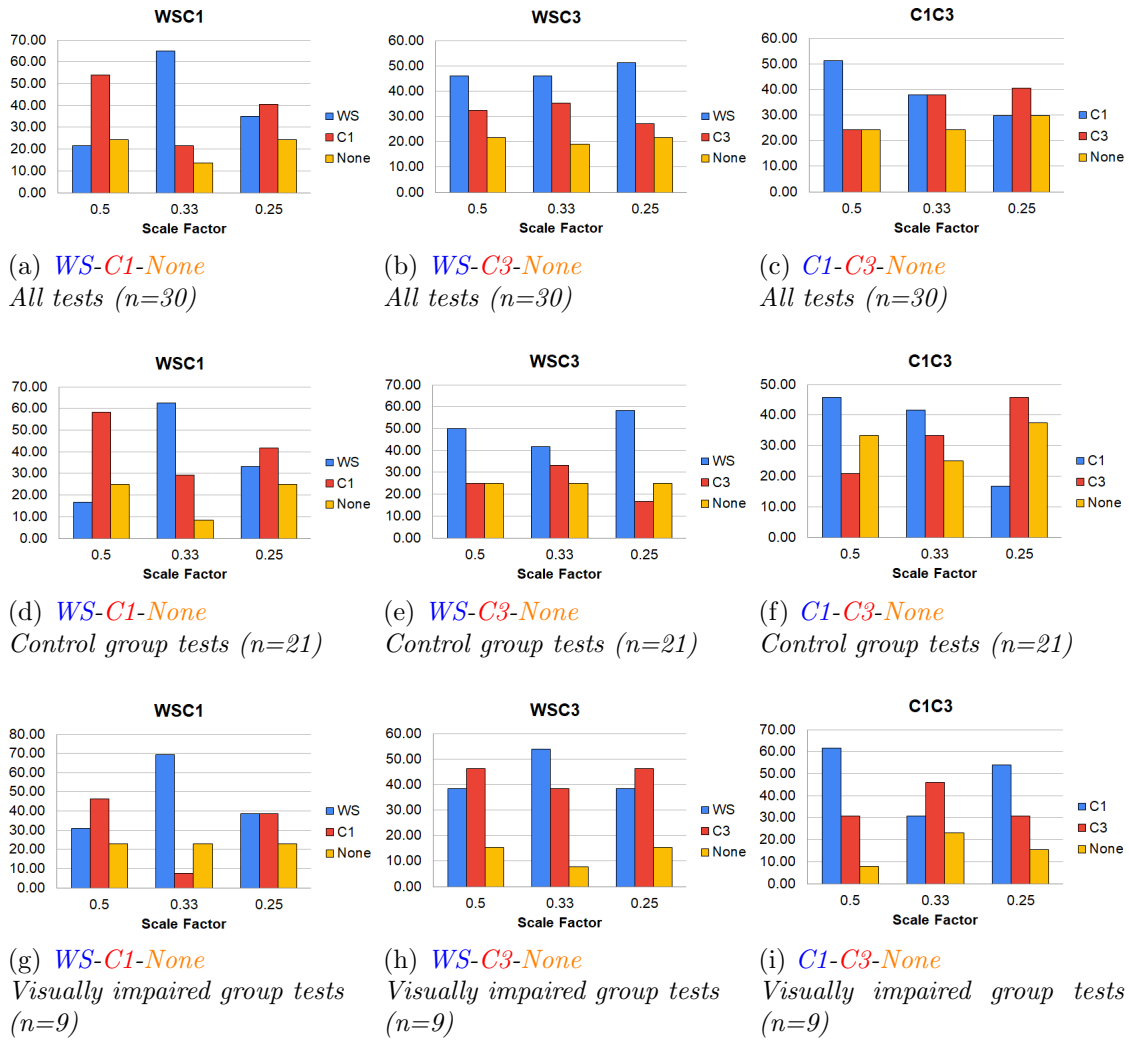 WSC1
70.00
60.00
50.00
40.00
30.00
20.00
10.00
0.00
0.5 0.33 0.25
Scale Factor
WS
C1
None
(a) WS-C1-None
All tests (n=30)
WSC3
60.00
50.00
40.00
30.00
20.00
10.00
0.00
0.5 0.33 0.25
Scale Factor
WS
C3
None
(b) WS-C3-None
All tests (n=30)
C1C3
60.00
50.00
40.00
30.00
20.00
10.00
0.00
0.5 0.33 0.25
Scale Factor
C1
C3
None
(c) C1-C3-None
All tests (n=30)
WSC1
70.00
60.00
50.00
40.00
30.00
20.00
10.00
0.00
0.5 0.33 0.25
Scale Factor
WS
C1
None
(d) WS-C1-None
Control group tests (n=21)
WSC3
70.00
60.00
50.00
40.00
30.00
20.00
10.00
0.00
0.5 0.33 0.25
Scale Factor
WS
C3
None
(e) WS-C3-None
Control group tests (n=21)
C1C3
50.00
40.00
30.00
20.00
10.00
0.00
0.5 0.33 0.25
Scale Factor
C1
C3
None
(f) C1-C3-None
Control group tests (n=21)
WSC1
80.00
70.00
60.00
50.00
40.00
30.00
20.00
10.00
0.00
0.5 0.33 0.25
Scale Factor
WS
C1
None
(g) WS-C1-None
Visually impaired group tests
(n=9)
WSC3
60.00
50.00
40.00
30.00
20.00
10.00
0.00
0.5 0.33 0.25
Scale Factor
WS
C3
None
(h) WS-C3-None
Visually impaired group tests
(n=9)
C1C3
70.00
60.00
50.00
40.00
30.00
20.00
10.00
0.00
0.5 0.33 0.25
Scale Factor
C1
C3
None
(i) C1-C3-None
Visually impaired group tests
(n=9)